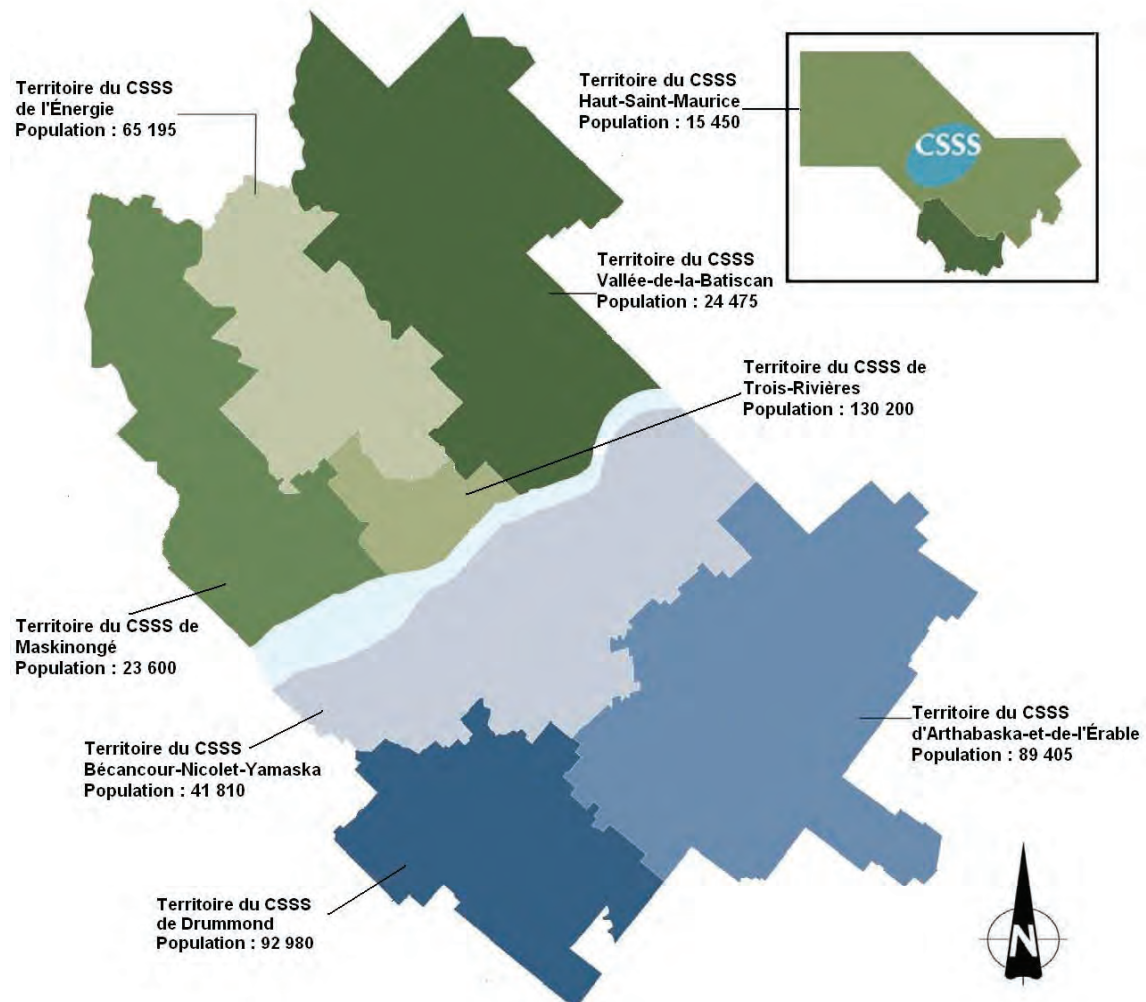 Territoire du CSSS
de l'Énergie
Population : 65 195
Territoire du CSSS
Haut-Saint-Maurice
Population : 15 450
CSSS
Territoire du CSSS
Vallée-de-la-Batiscan
Population : 24 475
Territoire du CSSS de
Trois-Rivières
Population : 130 200
Territoire du CSSS de
Maskinongé
Population : 23 600
Territoire du CSSS
Bécancour-Nicolet-Yamaska
Population : 41 810
Territoire du CSSS
d'Arthabaska-et-de-l'Érable
Population : 89 405
Territoire du CSSS
de Drummond
Population : 92 980
N